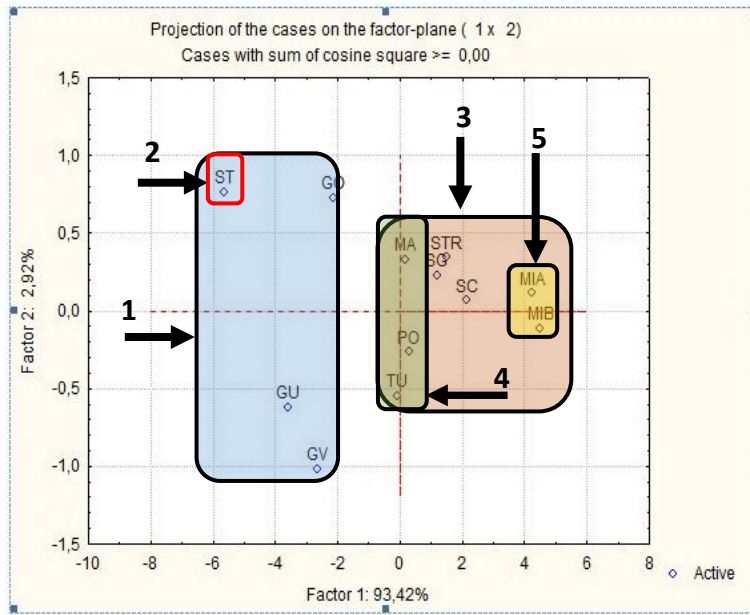 Projection of the cases on the factor-plane ( 1 x 2)
Cases with sum of cosine square >= 0,00
1,5
1,0
0,5
0,0
-0,5
-1,0
-1,5
-10 -8 -6 -4 -2 0 2 4 6 8
Factor 2: 2,92%
Factor 1: 93,42%
Active
1
2
3
4
5
ST
GO
GU
GV
MA
STR
SO
SC
PO
TU
MIA
MIB